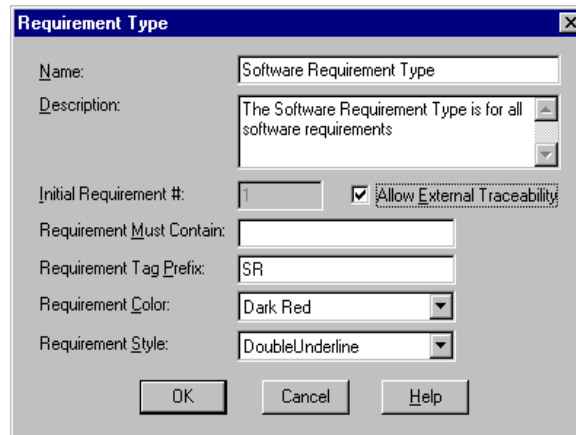 Requirement Type
Name: Software Requirement Type
Description: The Software Requirement Type is for all
software requirements
Initial Requirement #: 1 Allow External Traceability
Requirement Must Contain:
Requirement Tag Prefix: SR
Requirement Color: Dark Red
Requirement Style: DoubleUnderline
OK Cancel Help